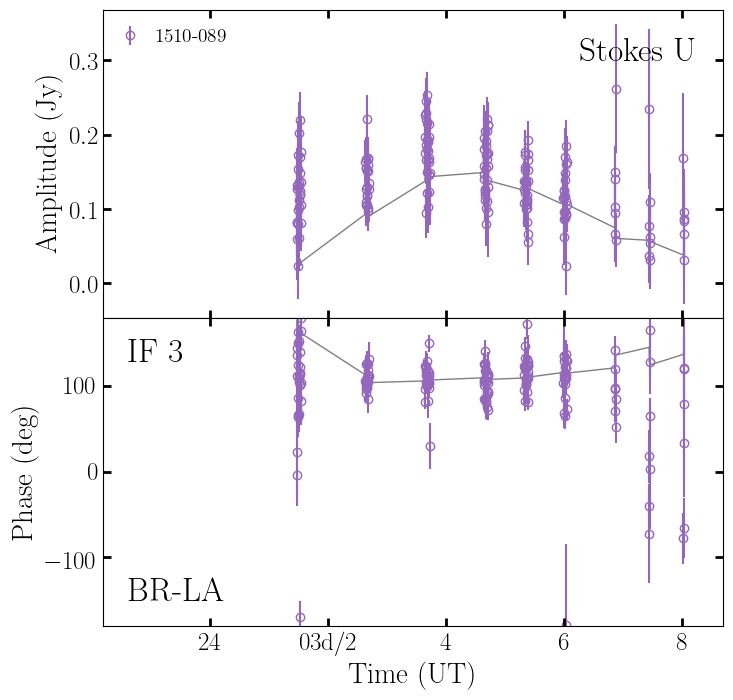 1510-089
Stokes U
Amplitude (Jy)
0.3
0.2
0.1
0.0
IF 3
Phase (deg)
100
0
−100
BR-LA
24
03d/2
4
6
8
Time (UT)